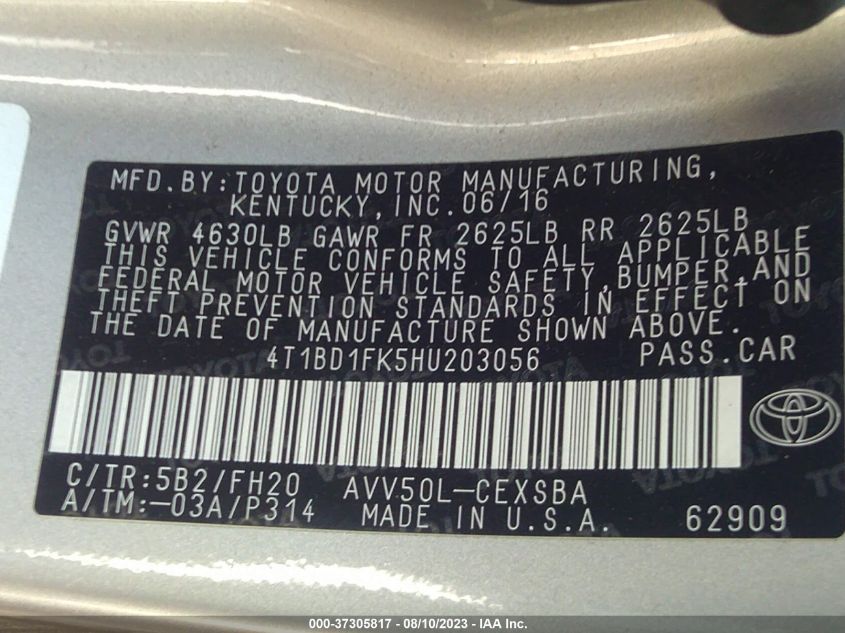 MFD.BY:TOYOTA MOTOR MANUFACTURING,
KENTUCKY,INC.06/16
GVWR 4630LB GAWR FR 2625LB RR 2625LB
THIS VEHICLE CONFORMS TO ALL APPLICABLE
FEDERAL MOTOR VEHICLE SAFETY,BUMPER,AND
THEFT PREVENTION STANDARDS IN EFFECT ON
THE DATE OF MANUFACTURE SHOWN ABOVE.
4T1BD1FK5HU203056 PASS.CAR
C/TR:5B2/FH20 AVV50L-CEXSBA
A/TM:-03A/P314 MADE IN U.S.A. 62909
000-37305817 - 08/10/2023 - IAA Inc.